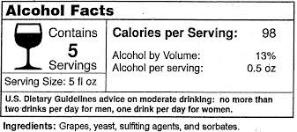 Alcohol Facts
Contains
5
Servings
Serving Size: 5 fl oz
Calories per Serving: 98
Alcohol by Volume: 13%
Alcohol per serving: 0.5 oz
U.S. Dietary Guidelines advice on moderate drinking: no more
than two drinks per day for men, one drink per day for women.
Ingredients: Grapes, yeast, sulfiting agents, and sorbates.